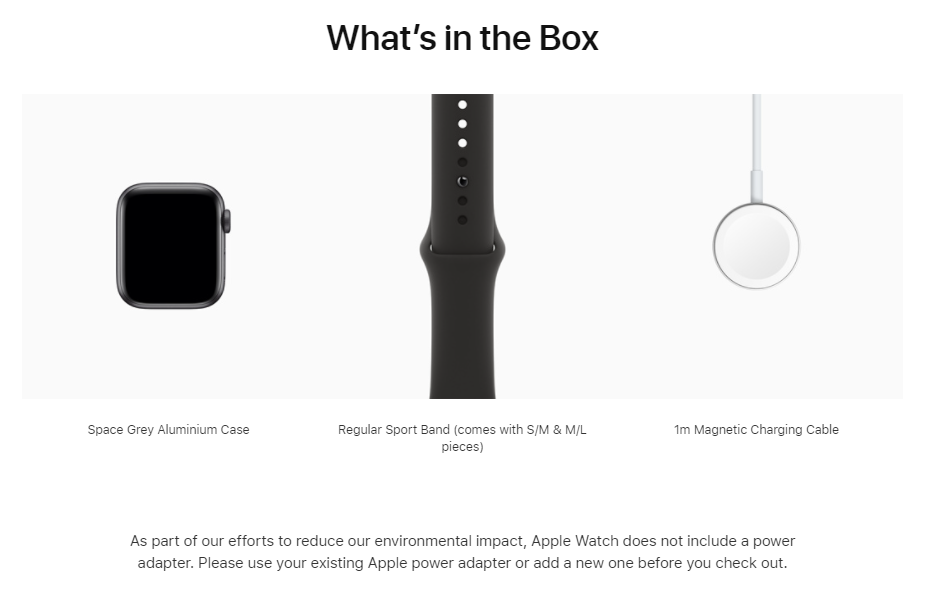 What’s in the Box
Space Grey Aluminium Case
Regular Sport Band (comes with S/M & M/L
pieces)
1m Magnetic Charging Cable
As part of our efforts to reduce our environmental impact, Apple Watch does not include a power
adapter. Please use your existing Apple power adapter or add a new one before you check out.